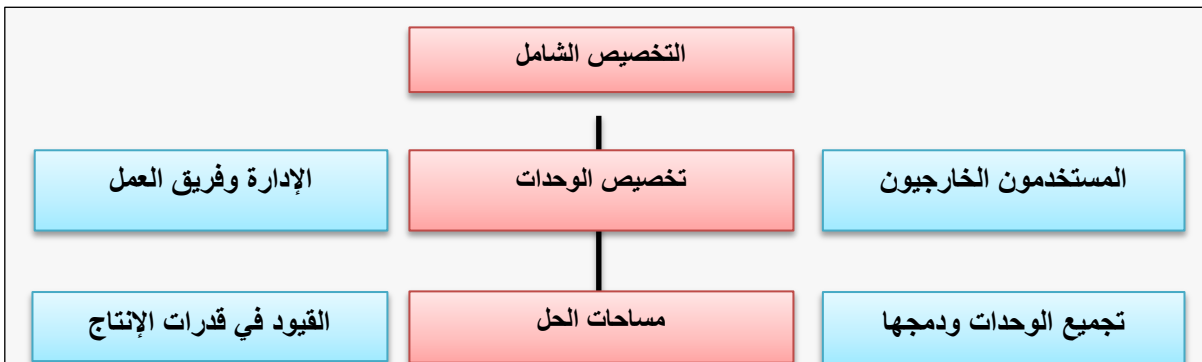 التخصيص الشامل
المستخدمون الخارجيون
تخصيص الوحدات
الإدارة وفريق العمل
تجميع الوحدات ودمجها
مساحات الحل
القيود في قدرات الإنتاج